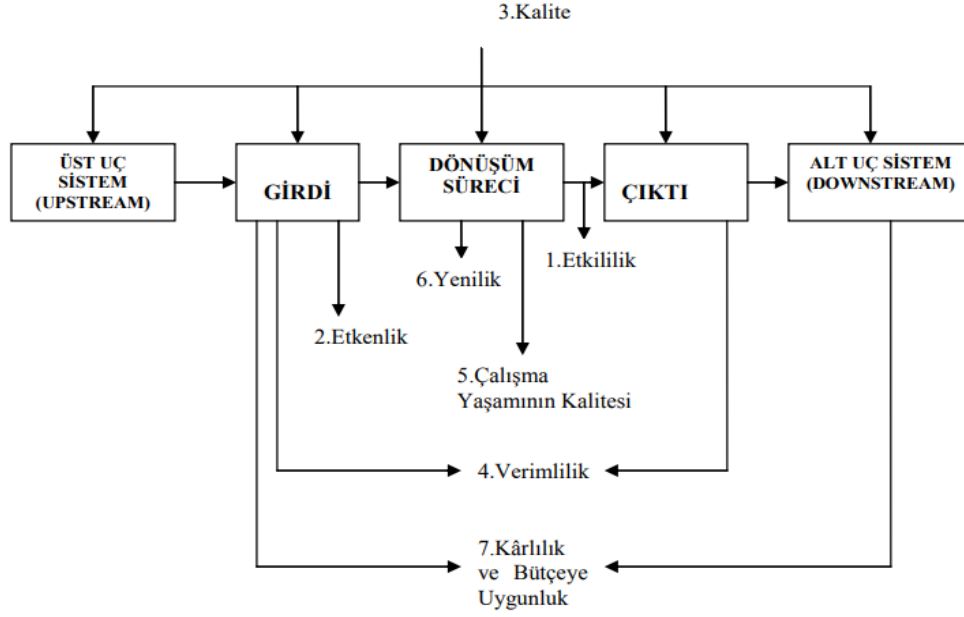 3.Kalite
ÜST UÇ
SİSTEM
(UPSTREAM)
GİRDİ
DÖNÜŞÜM
SÜRECİ
ÇIKTI
ALT UÇ SİSTEM
(DOWNSTREAM)
1.Etkililik
6.Yenilik
2.Etkenlik
5.Çalışma
Yaşamının Kalitesi
4.Verimlilik
7.Kârlılık
ve Bütçeye
Uygunluk